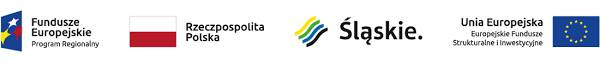 Fundusze
Europejskie
Program Regionalny
Rzeczpospolita
Polska
Śląskie.
Unia Europejska
Europejskie Fundusze
Strukturalne i Inwestycyjne